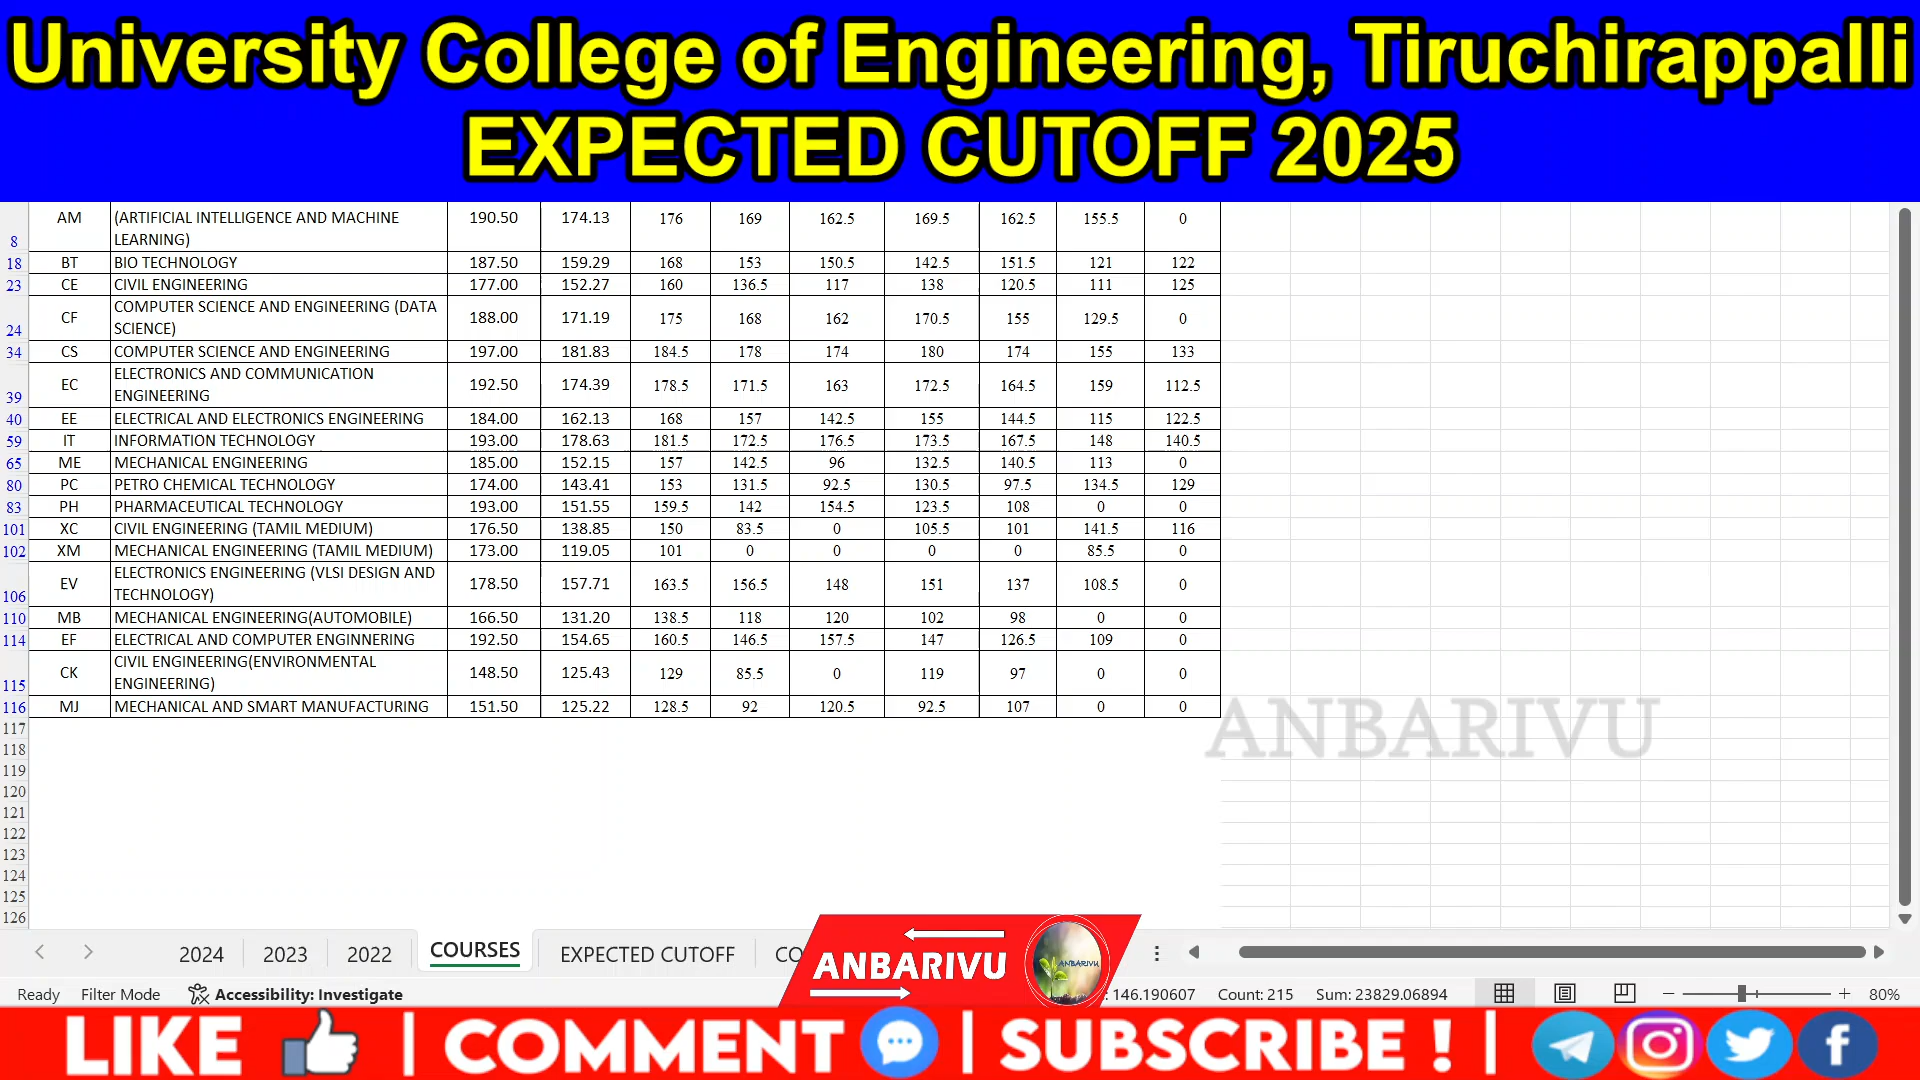 University College of Engineering, Tiruchirappalli
EXPECTED CUTOFF 2025
8 AM (ARTIFICIAL INTELLIGENCE AND MACHINE LEARNING) 190.50 174.13 176 169 162.5 169.5 162.5 155.5 0
18 BT BIO TECHNOLOGY 187.50 159.29 168 153 150.5 142.5 151.5 121 122
23 CE CIVIL ENGINEERING 177.00 152.27 160 136.5 117 138 120.5 111 125
24 CF COMPUTER SCIENCE AND ENGINEERING (DATA SCIENCE) 188.00 171.19 175 168 162 170.5 155 129.5 0
34 CS COMPUTER SCIENCE AND ENGINEERING 197.00 181.83 184.5 178 174 180 174 155 133
39 EC ELECTRONICS AND COMMUNICATION ENGINEERING 192.50 174.39 178.5 171.5 163 172.5 164.5 159 112.5
40 EE ELECTRICAL AND ELECTRONICS ENGINEERING 184.00 162.13 168 157 142.5 155 144.5 115 122.5
59 IT INFORMATION TECHNOLOGY 193.00 178.63 181.5 172.5 176.5 173.5 167.5 148 140.5
65 ME MECHANICAL ENGINEERING 185.00 152.15 157 142.5 96 132.5 140.5 113 0
80 PC PETRO CHEMICAL TECHNOLOGY 174.00 143.41 153 131.5 92.5 130.5 97.5 134.5 129
83 PH PHARMACEUTICAL TECHNOLOGY 193.00 151.55 159.5 142 154.5 123.5 108 0 0
101 XC CIVIL ENGINEERING (TAMIL MEDIUM) 176.50 138.85 150 83.5 0 105.5 101 141.5 116
102 XM MECHANICAL ENGINEERING (TAMIL MEDIUM) 173.00 119.05 101 0 0 0 0 85.5 0
106 EV ELECTRONICS ENGINEERING (VLSI DESIGN AND TECHNOLOGY) 178.50 157.71 163.5 156.5 148 151 137 108.5 0
110 MB MECHANICAL ENGINEERING(AUTOMOBILE) 166.50 131.20 138.5 118 120 102 98 0 0
114 EF ELECTRICAL AND COMPUTER ENGINNERING 192.50 154.65 160.5 146.5 157.5 147 126.5 109 0
115 CK CIVIL ENGINEERING(ENVIRONMENTAL ENGINEERING) 148.50 125.43 129 85.5 0 119 97 0 0
116 MJ MECHANICAL AND SMART MANUFACTURING 151.50 125.22 128.5 92 120.5 92.5 107 0 0
ANBARIVU
117
118
119
120
121
122
123
124
125
126
2024 2023 2022 COURSES EXPECTED CUTOFF CO
ANBARIVU
ANBARIVU
Ready Filter Mode Accessibility: Investigate : 146.190607 Count: 215 Sum: 23829.06894 80%
LIKE | COMMENT | SUBSCRIBE ! |